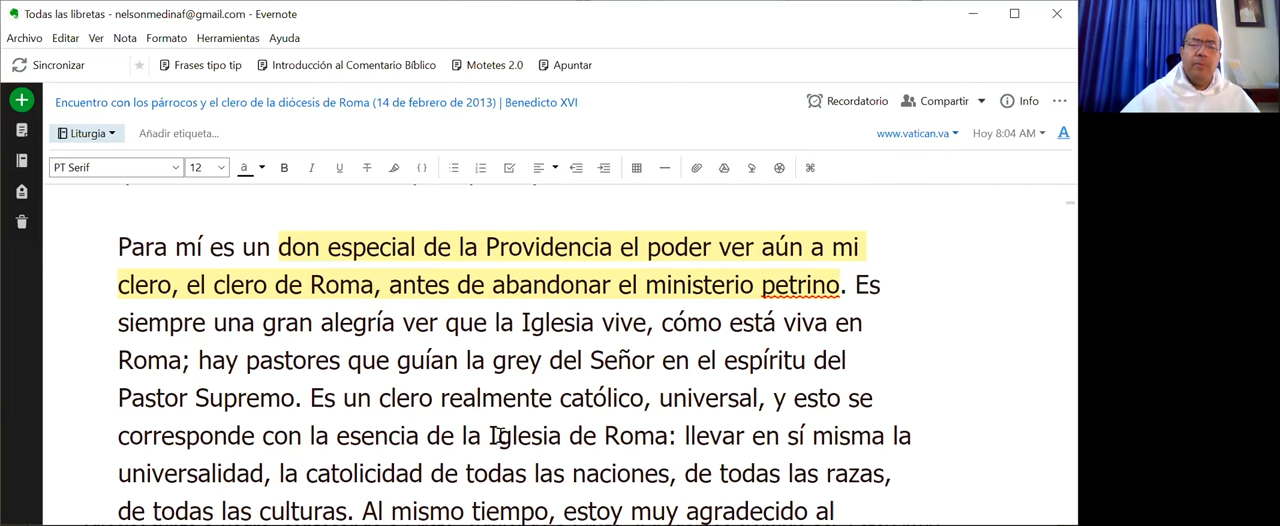 Todas las libretas - nelsonmedinaf@gmail.com - Evernote
Archivo Editar Ver Nota Formato Herramientas Ayuda
Sincronizar Frases tipo tip Introducción al Comentario Bíblico Motetes 2.0 Apuntar
Encuentro con los párrocos y el clero de la diócesis de Roma (14 de febrero de 2013) | Benedicto XVI Recordatorio Compartir Info
Liturgia Añadir etiqueta... www.vatican.va Hoy 8:04 AM A
PT Serif 12 a B I U T
Para mí es un don especial de la Providencia el poder ver aún a mi
clero, el clero de Roma, antes de abandonar el ministerio petrino. Es
siempre una gran alegría ver que la Iglesia vive, cómo está viva en
Roma; hay pastores que guían la grey del Señor en el espíritu del
Pastor Supremo. Es un clero realmente católico, universal, y esto se
corresponde con la esencia de la Iglesia de Roma: llevar en sí misma la
universalidad, la catolicidad de todas las naciones, de todas las razas,
de todas las culturas. Al mismo tiempo, estoy muy agradecido al